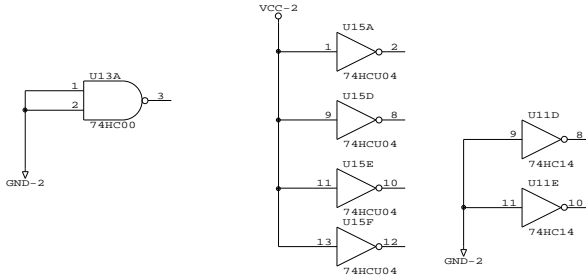 VCC-2
U13A
1
2
3
74HC00
GND-2
U15A
1
2
74HCU04
U15D
9
8
74HCU04
U15E
11
10
74HCU04
U15F
13
12
74HCU04
U11D
9
8
74HC14
U11E
11
10
74HC14
GND-2